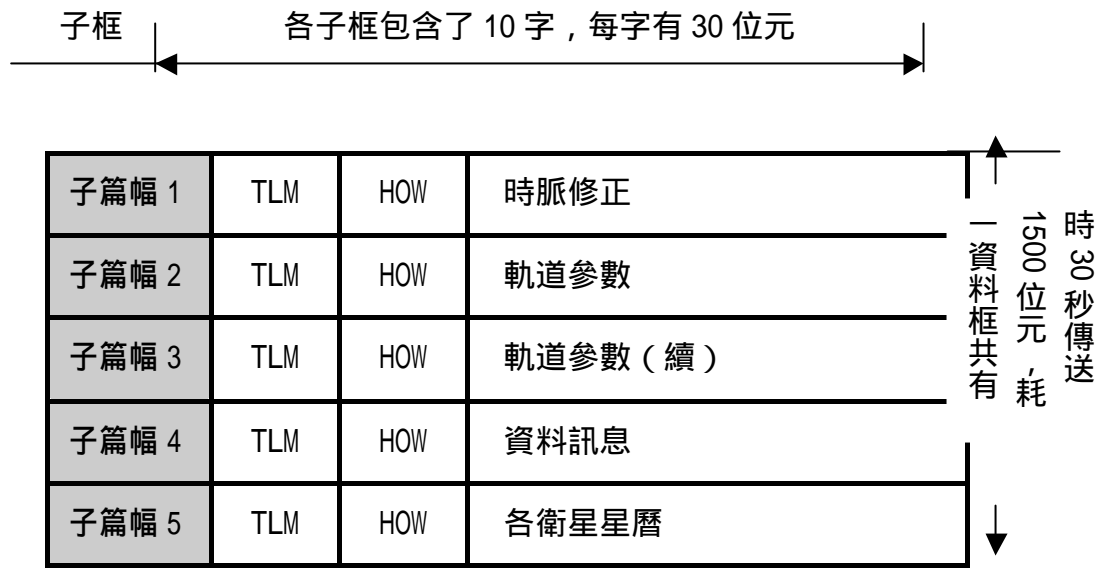 子框
各子框包含了 10 字，每字有 30 位元
子篇幅 1 TLM HOW 時脈修正
子篇幅 2 TLM HOW 軌道參數
子篇幅 3 TLM HOW 軌道參數（續）
子篇幅 4 TLM HOW 資料訊息
子篇幅 5 TLM HOW 各衛星星曆
一資料框共有
1500 位元，耗
時 30 秒傳送